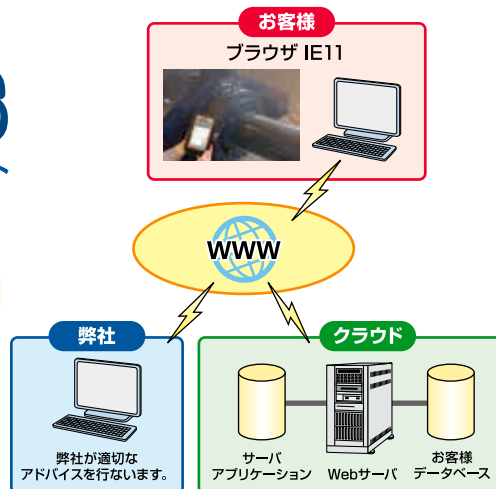 お客様
ブラウザ IE11
WWW
弊社
弊社が適切な
アドバイスを行ないます。
クラウド
サーバ
アプリケーション
Webサーバ
お客様
データベース